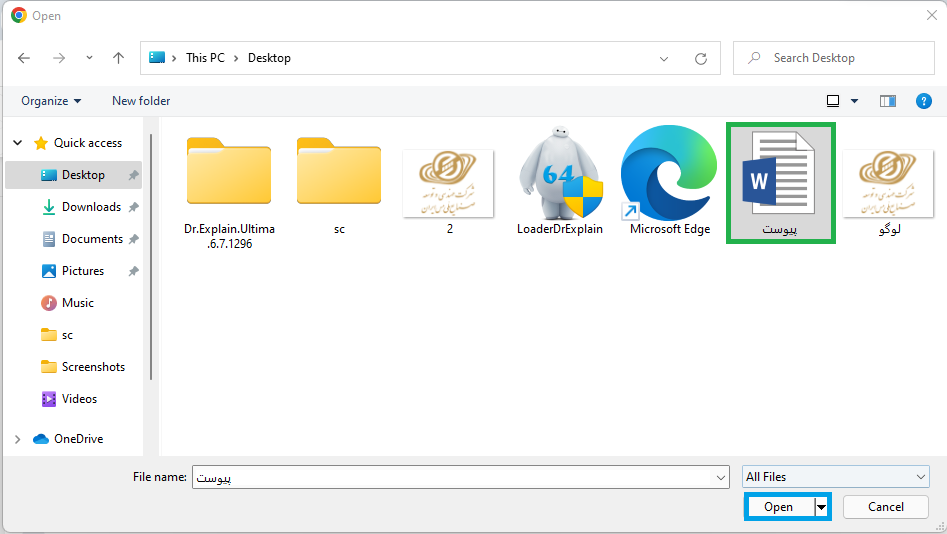 Open
This PC > Desktop
Search Desktop
Organize
New folder
?
Quick access
Desktop
Downloads
Documents
Pictures
Music
sc
Screenshots
Videos
OneDrive
Dr.Explain.Ultima
.6.7.1296
sc
2
64
LoaderDrExplain
Microsoft Edge
W
پیوست
لوگو
File name:
پیوست
All Files
Open
Cancel